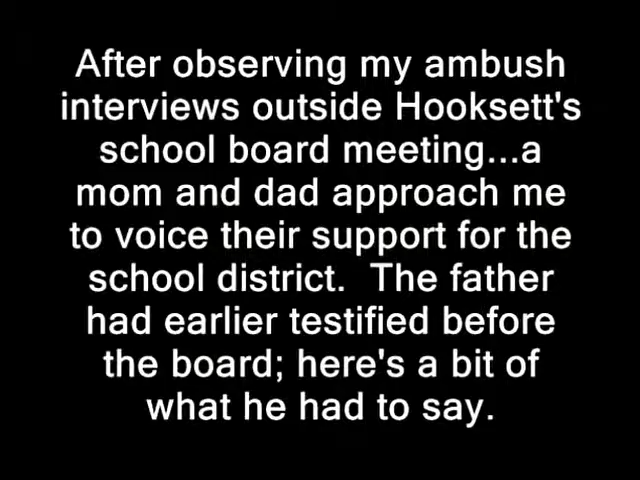 After observing my ambush
interviews outside Hooksett's
school board meeting...a
mom and dad approach me
to voice their support for the
school district.  The father
had earlier testified before
the board; here's a bit of
what he had to say.